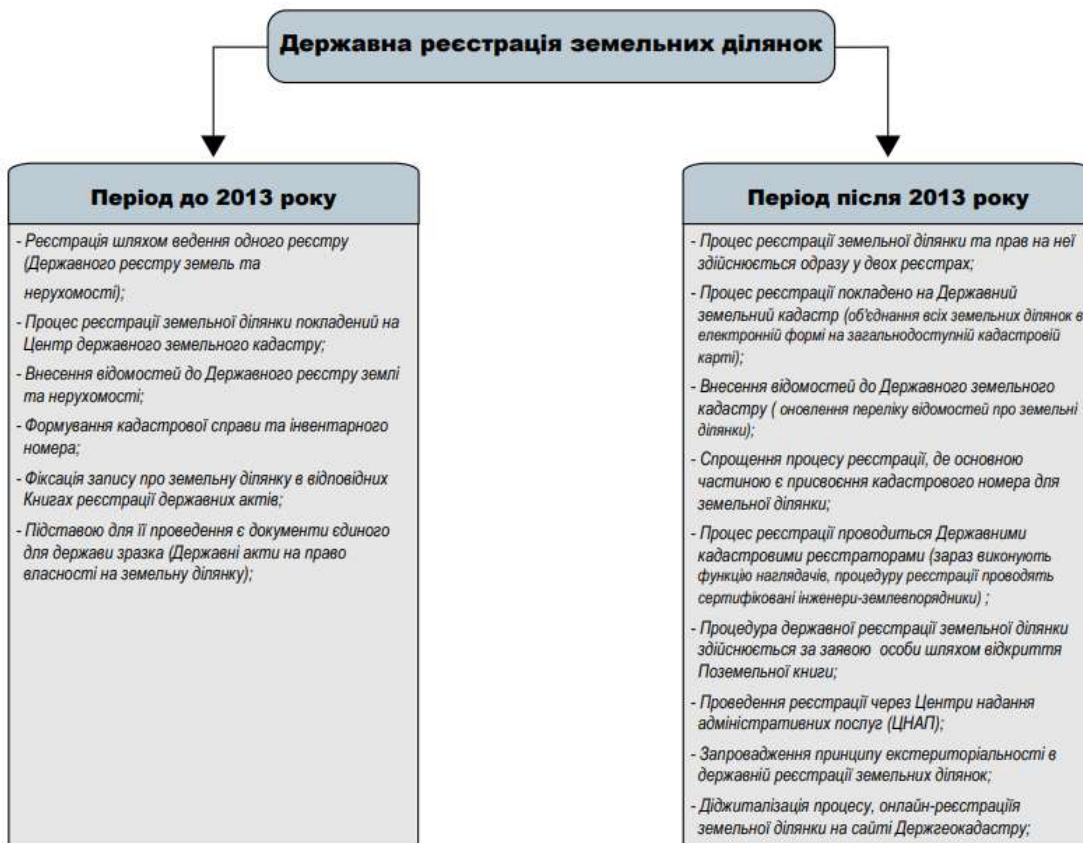 Державна реєстрація земельних ділянок
Період до 2013 року
- Реєстрація шляхом ведення одного реєстру
(Державного реєстру земель та
нерухомості);
- Процес реєстрації земельної ділянки покладений на
Центр державного земельного кадастру;
- Внесення відомостей до Державного реєстру землі
та нерухомості;
- Формування кадастрової справи та інвентарного
номера;
- Фіксація запису про земельну ділянку в відповідних
Книгах реєстрації державних актів;
- Підставою для її проведення є документи єдиного
для держави зразка (Державні акти на право
власності на земельну ділянку);
Період після 2013 року
- Процес реєстрації земельної ділянки та прав на неї
здійснюється одразу у двох реєстрах;
- Процес реєстрації покладено на Державний
земельний кадастр (об'єднання всіх земельних ділянок в
електронній формі на загальнодоступній кадастровій
карті);
- Внесення відомостей до Державного земельного
кадастру ( оновлення переліку відомостей про земельні
ділянки);
- Спрощення процесу реєстрації, де основною
частиною є присвоєння кадастрового номера для
земельної ділянки;
- Процес реєстрації проводиться Державними
кадастровими реєстраторами (зараз виконують
функцію наглядачів, процедуру реєстрації проводять
сертифіковані інженери-землевпорядники) ;
- Процедура державної реєстрації земельної ділянки
здійснюється за заявою особи шляхом відкриття
Поземельної книги;
- Проведення реєстрації через Центри надання
адміністративних послуг (ЦНАП);
- Запровадження принципу екстериторіальності в
державній реєстрації земельних ділянок;
- Діджиталізація процесу, онлайн-реєстраціія
земельної ділянки на сайті Держгеокадастру;